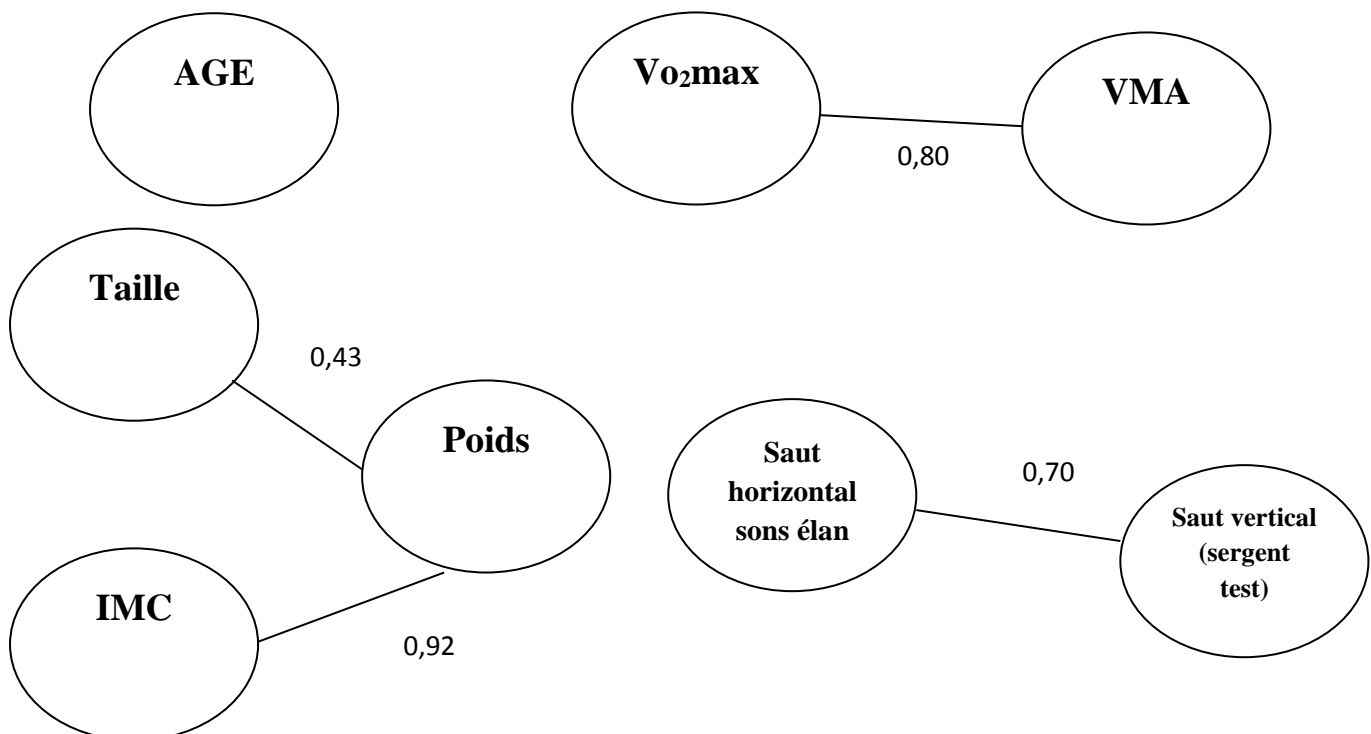 AGE
Vo₂max
VMA
0,80
Taille
0,43
Poids
Saut
horizontal
sons élan
0,70
Saut vertical
(sergent
test)
IMC
0,92